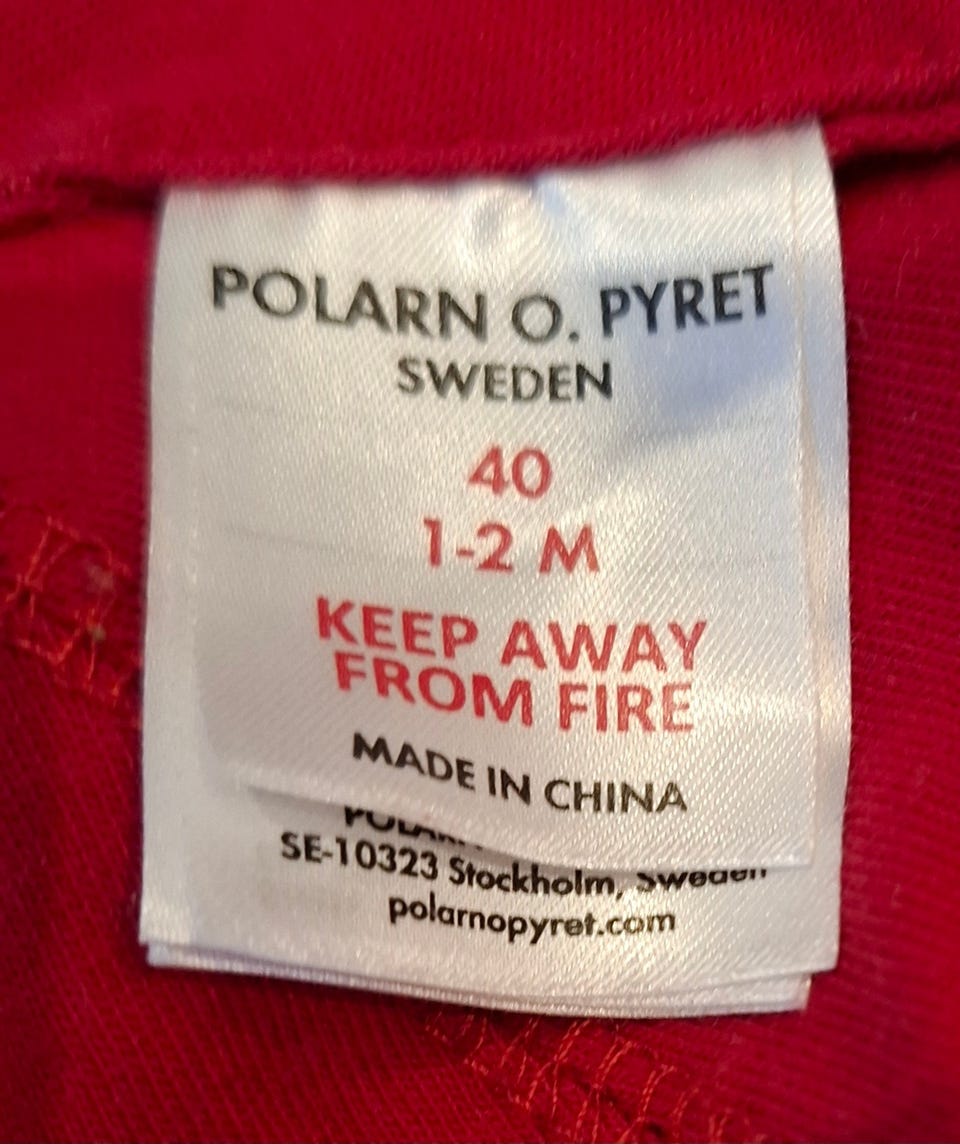 POLARN O. PYRET
SWEDEN
40
1-2 M
KEEP AWAY
FROM FIRE
MADE IN CHINA
SE-10323 Stockholm, Sweden
polarnopyret.com